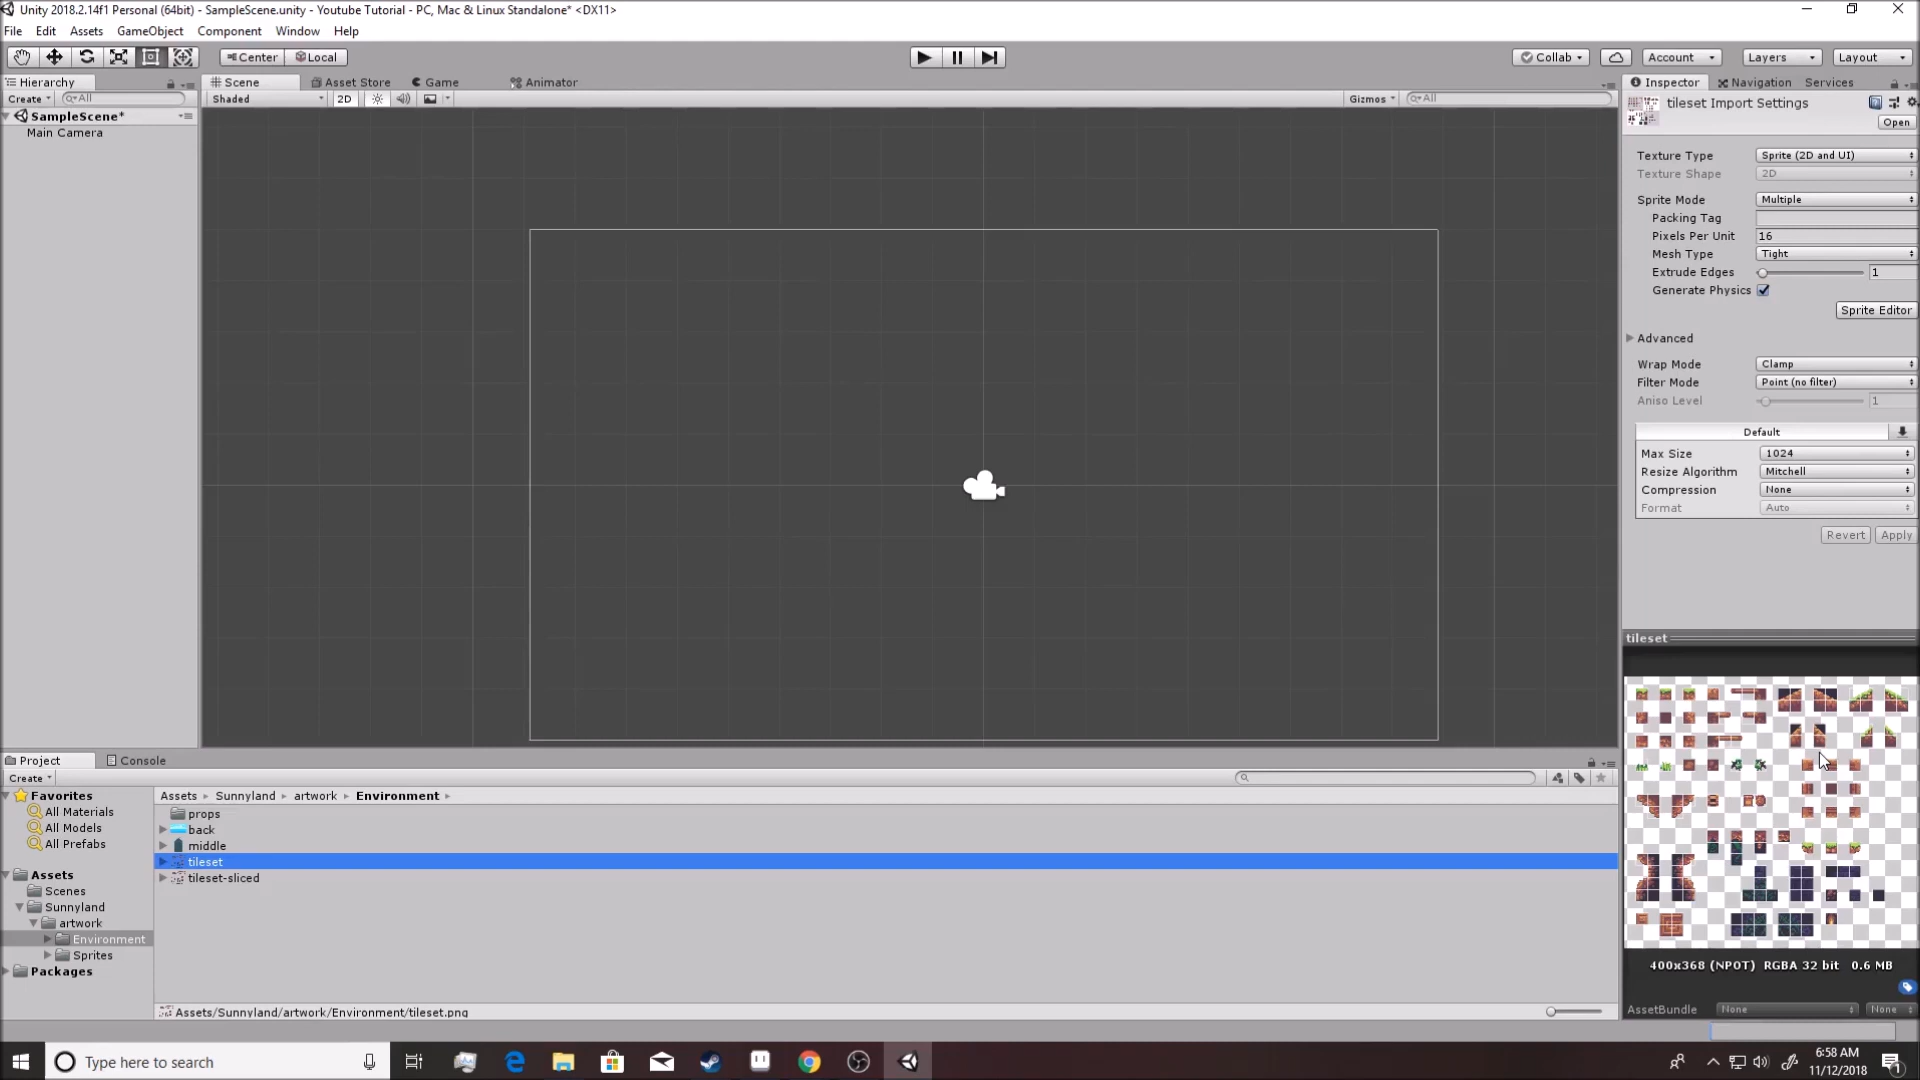 Unity 2018.2.14f1 Personal (64bit) - SampleScene.unity - Youtube Tutorial - PC, Mac & Linux Standalone* <DX11>
File Edit Assets GameObject Component Window Help
Center Local Collab Account Layers Layout
Hierarchy
Create All
SampleScene*
Main Camera
Scene Asset Store Game Animator
Shaded 2D Gizmos All
Inspector Navigation Services
tileset Import Settings
Open
Texture Type Sprite (2D and UI)
Texture Shape 2D
Sprite Mode Multiple
Packing Tag
Pixels Per Unit 16
Mesh Type Tight
Extrude Edges 1
Generate Physics
Sprite Editor
Advanced
Wrap Mode Clamp
Filter Mode Point (no filter)
Aniso Level 1
Default
Max Size 1024
Resize Algorithm Mitchell
Compression None
Format Auto
Revert Apply
tileset
400x368 (NPOT) RGBA 32 bit 0.6 MB
AssetBundle None None
Project Console
Create
Favorites
All Materials
All Models
All Prefabs
Assets
Scenes
Sunnyland
artwork
Environment
Sprites
Packages
Assets Sunnyland artwork Environment
props
back
middle
tileset
tileset-sliced
Assets/Sunnyland/artwork/Environment/tileset.png
Type here to search
6:58 AM
11/12/2018
1